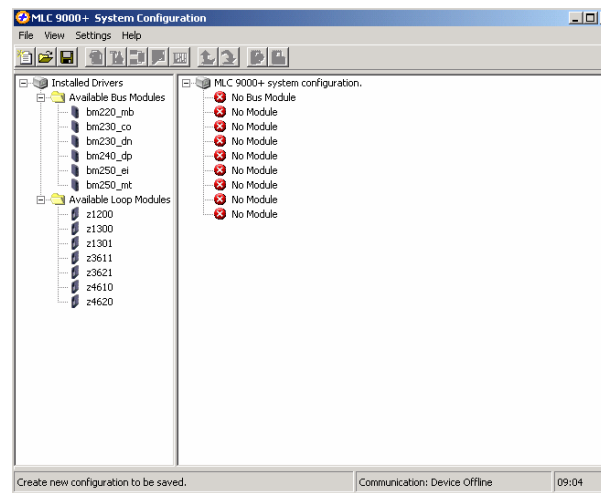 MLC 9000+ System Configuration
File View Settings Help
Installed Drivers
Available Bus Modules
bm220_mb
bm230_co
bm230_dn
bm240_dp
bm250_ei
bm250_mt
Available Loop Modules
z1200
z1300
z1301
z3611
z3621
z4610
z4620
MLC 9000+ system configuration.
No Bus Module
No Module
No Module
No Module
No Module
No Module
No Module
No Module
No Module
Create new configuration to be saved.
Communication: Device Offline
09:04